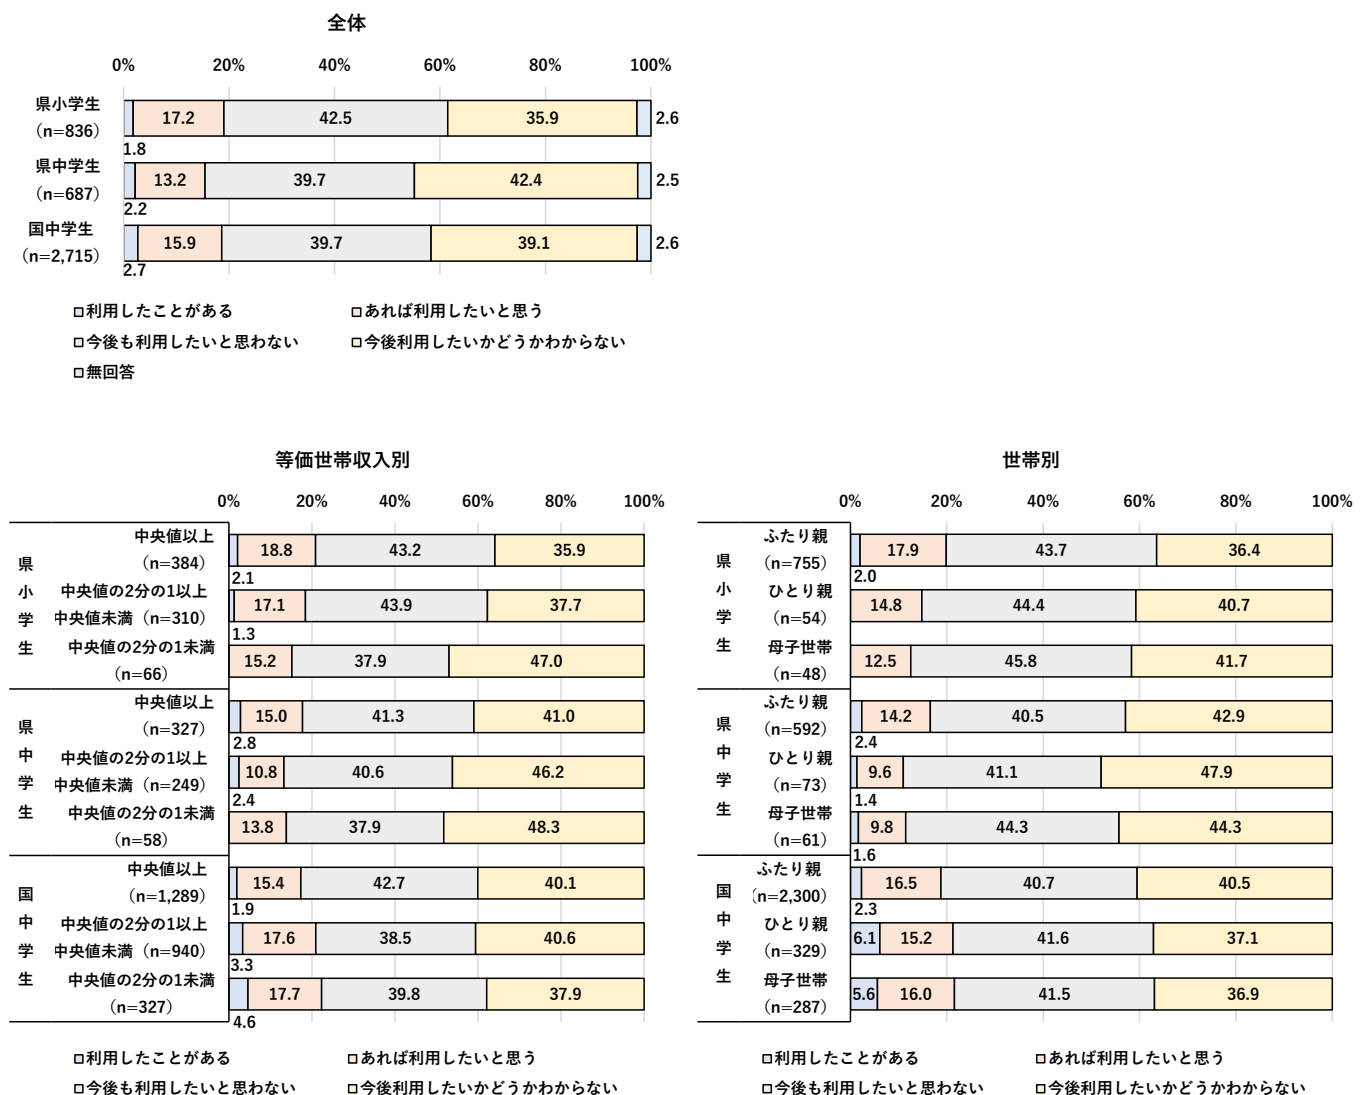 全体
0% 20% 40% 60% 80% 100%
県小学生
（n=836）
17.2 42.5 35.9 2.6
1.8
県中学生
（n=687）
13.2 39.7 42.4 2.5
2.2
国中学生
（n=2,715）
15.9 39.7 39.1 2.6
2.7
利用したことがある あれば利用したいと思う
今後も利用したいと思わない 今後利用したいかどうかわからない
無回答
等価世帯収入別
0% 20% 40% 60% 80% 100%
県小学生
中央値以上
（n=384）
18.8 43.2 35.9
2.1
中央値の2分の1以上
中央値未満（n=310）
17.1 43.9 37.7
1.3
中央値の2分の1未満
（n=66）
15.2 37.9 47.0
県中学生
中央値以上
（n=327）
15.0 41.3 41.0
2.8
中央値の2分の1以上
中央値未満（n=249）
10.8 40.6 46.2
2.4
中央値の2分の1未満
（n=58）
13.8 37.9 48.3
国中学生
中央値以上
（n=1,289）
15.4 42.7 40.1
1.9
中央値の2分の1以上
中央値未満（n=940）
17.6 38.5 40.6
3.3
中央値の2分の1未満
（n=327）
17.7 39.8 37.9
4.6
利用したことがある あれば利用したいと思う
今後も利用したいと思わない 今後利用したいかどうかわからない
世帯別
0% 20% 40% 60% 80% 100%
県小学生
ふたり親
（n=755）
17.9 43.7 36.4
2.0
ひとり親
（n=54）
14.8 44.4 40.7
母子世帯
（n=48）
12.5 45.8 41.7
県中学生
ふたり親
（n=592）
14.2 40.5 42.9
2.4
ひとり親
（n=73）
9.6 41.1 47.9
1.4
母子世帯
（n=61）
9.8 44.3 44.3
1.6
国中学生
ふたり親
（n=2,300）
16.5 40.7 40.5
2.3
ひとり親
（n=329）
6.1 15.2 41.6 37.1
母子世帯
（n=287）
5.6 16.0 41.5 36.9
利用したことがある あれば利用したいと思う
今後も利用したいと思わない 今後利用したいかどうかわからない